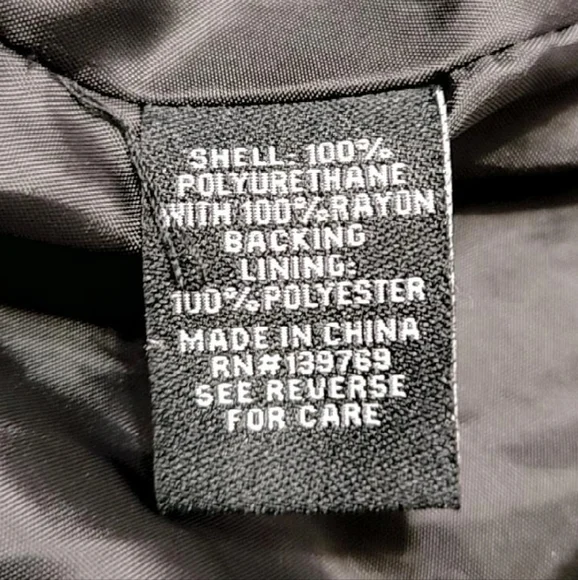 SHELL: 100%
POLYURETHANE
WITH 100% RAYON
BACKING
LINING:
100% POLYESTER
MADE IN CHINA
RN#139769
SEE REVERSE
FOR CARE